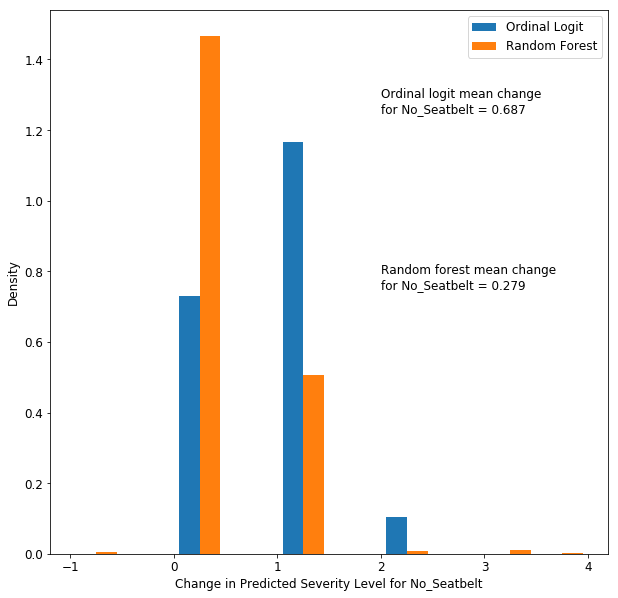 Ordinal Logit
Random Forest
Ordinal logit mean change
for No_Seatbelt = 0.687
Random forest mean change
for No_Seatbelt = 0.279
Density
1.4
1.2
1.0
0.8
0.6
0.4
0.2
0.0
−1
0
1
2
3
4
Change in Predicted Severity Level for No_Seatbelt